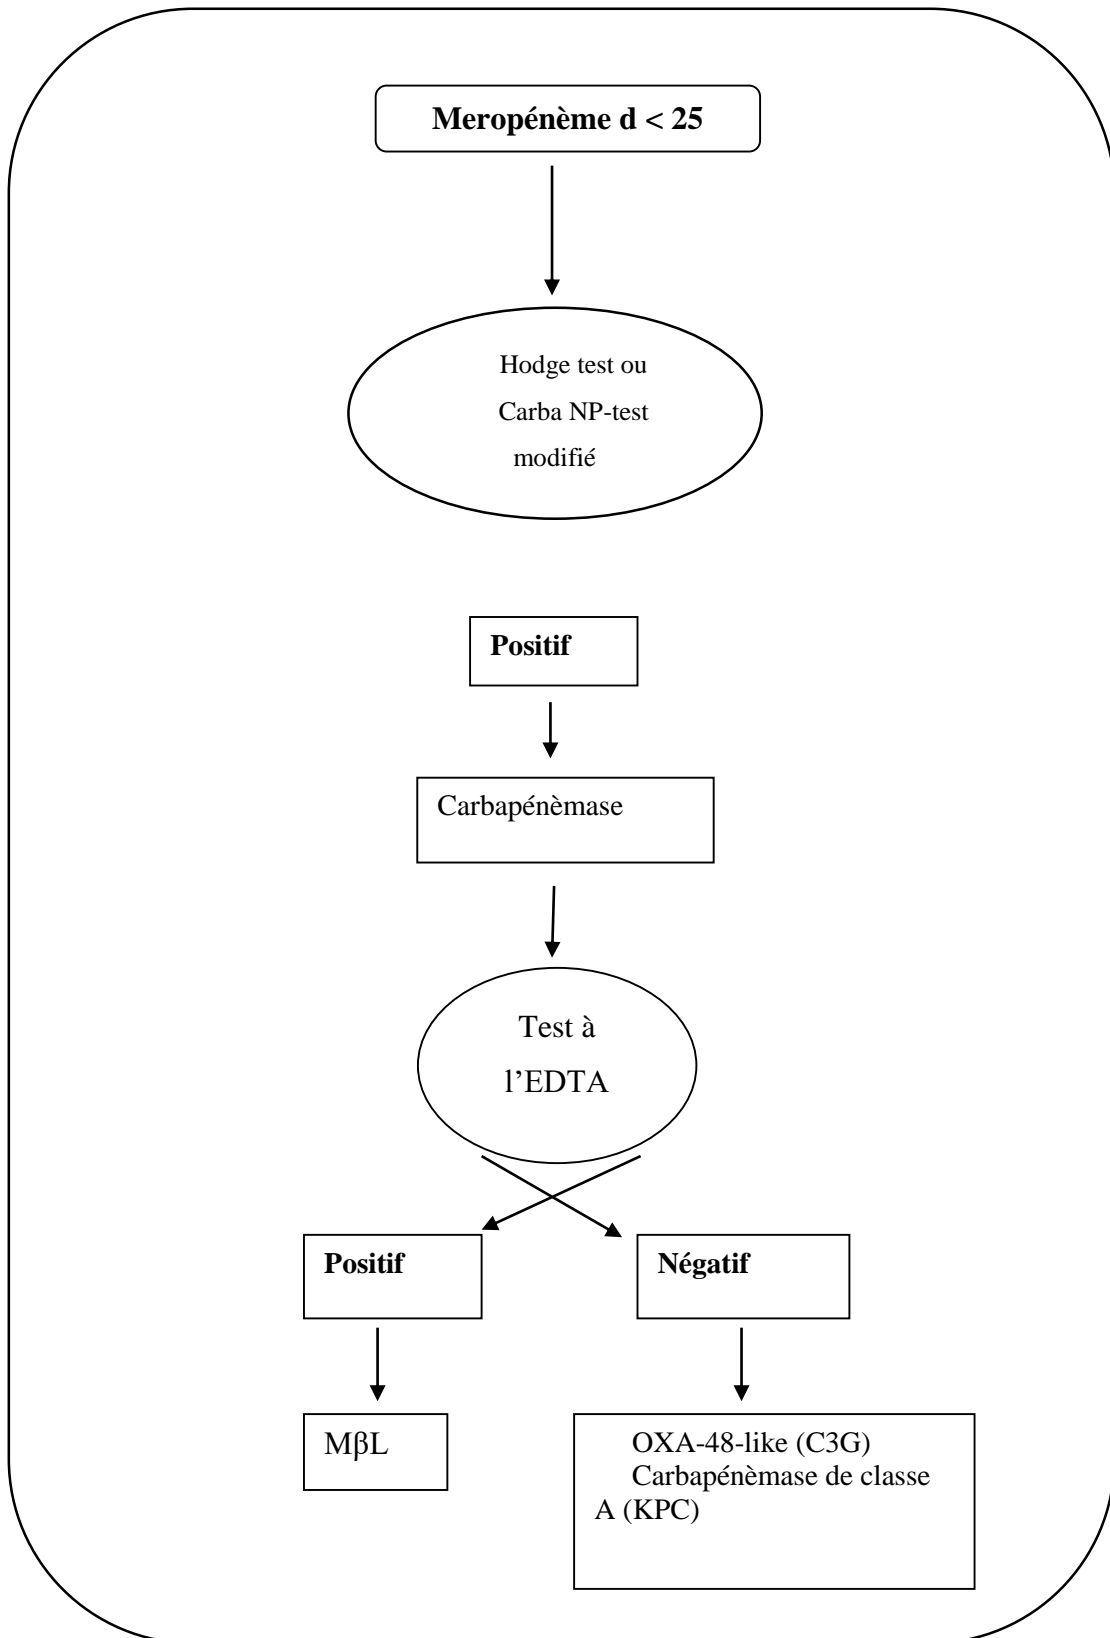 Meropénème d < 25
Hodge test ou
Carba NP-test
modifié
Positif
Carbapénèmase
Test à
l’EDTA
Positif
Négatif
MβL
OXA-48-like (C3G)
Carbapénèmase de classe
A (KPC)